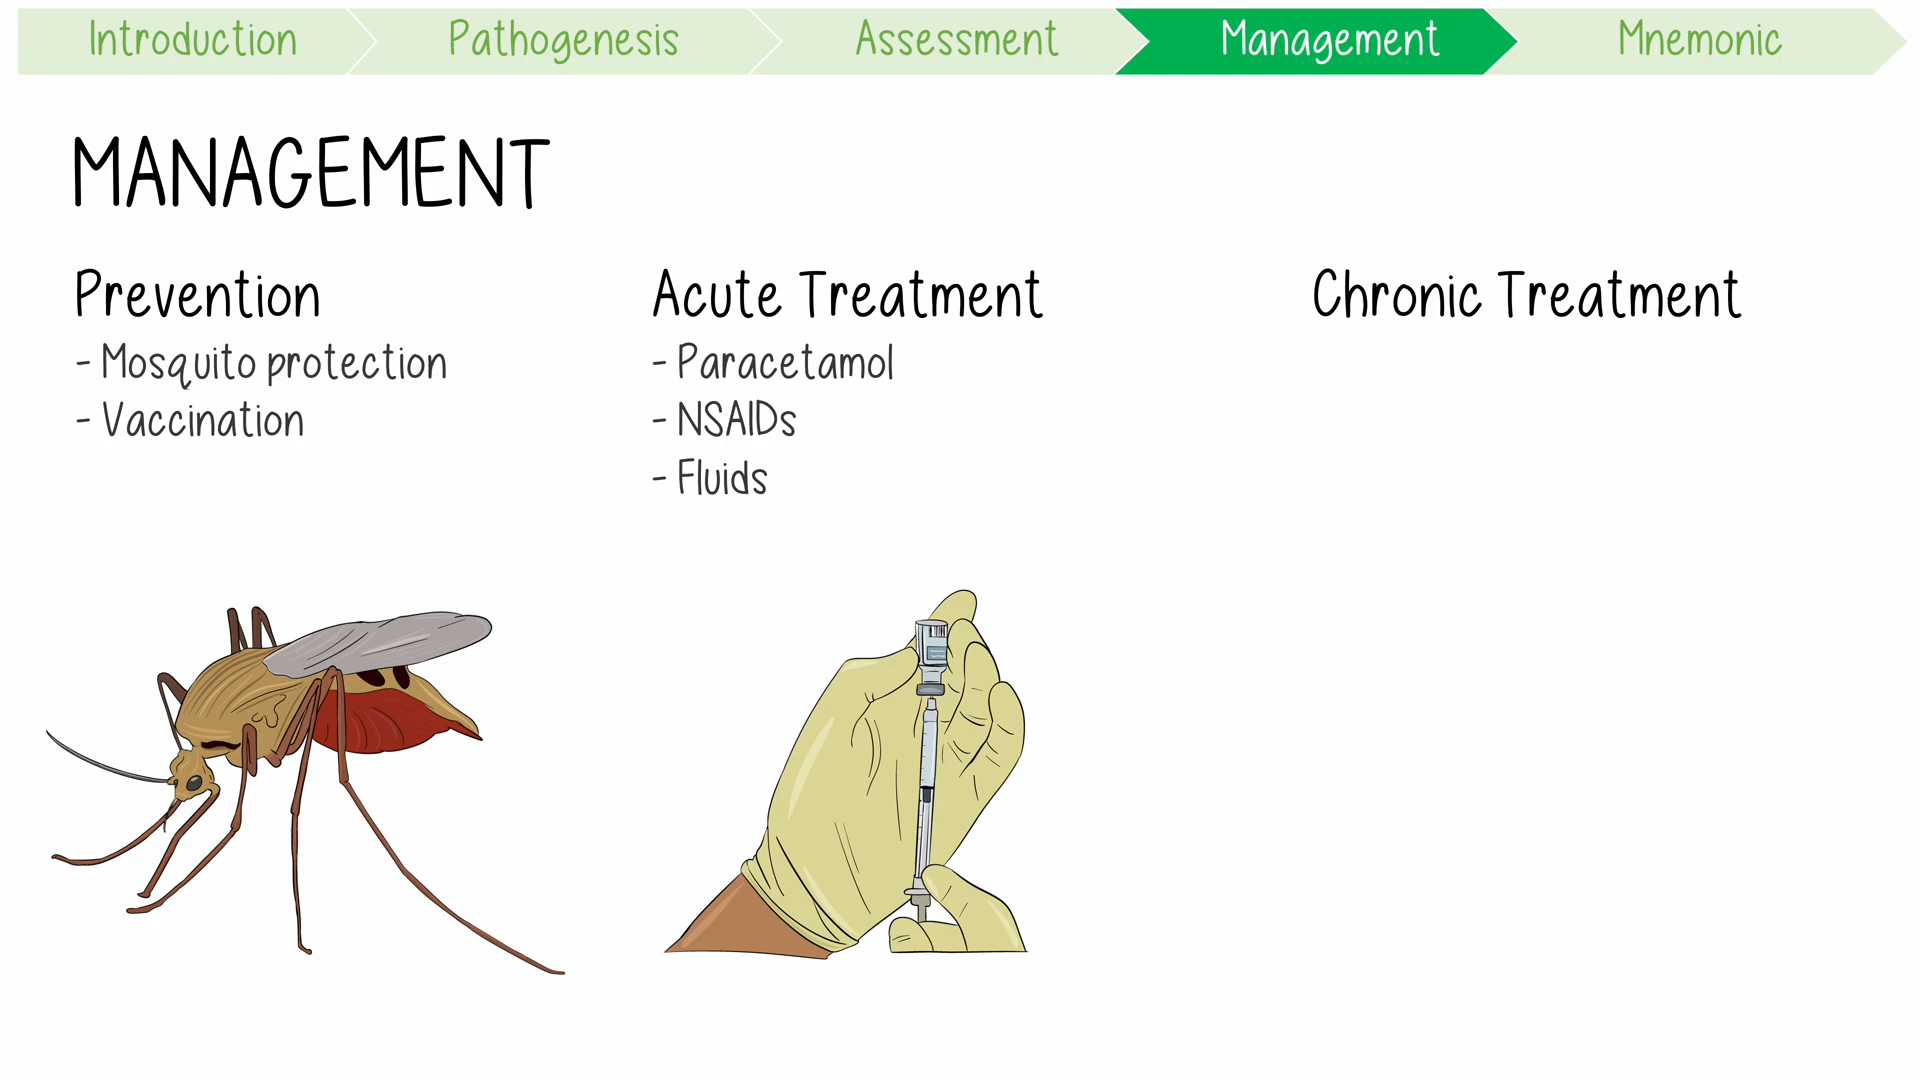 Introduction
Pathogenesis
Assessment
Management
Mnemonic
MANAGEMENT
Prevention
- Mosquito protection
- Vaccination
Acute Treatment
- Paracetamol
- NSAIDs
- Fluids
Chronic Treatment